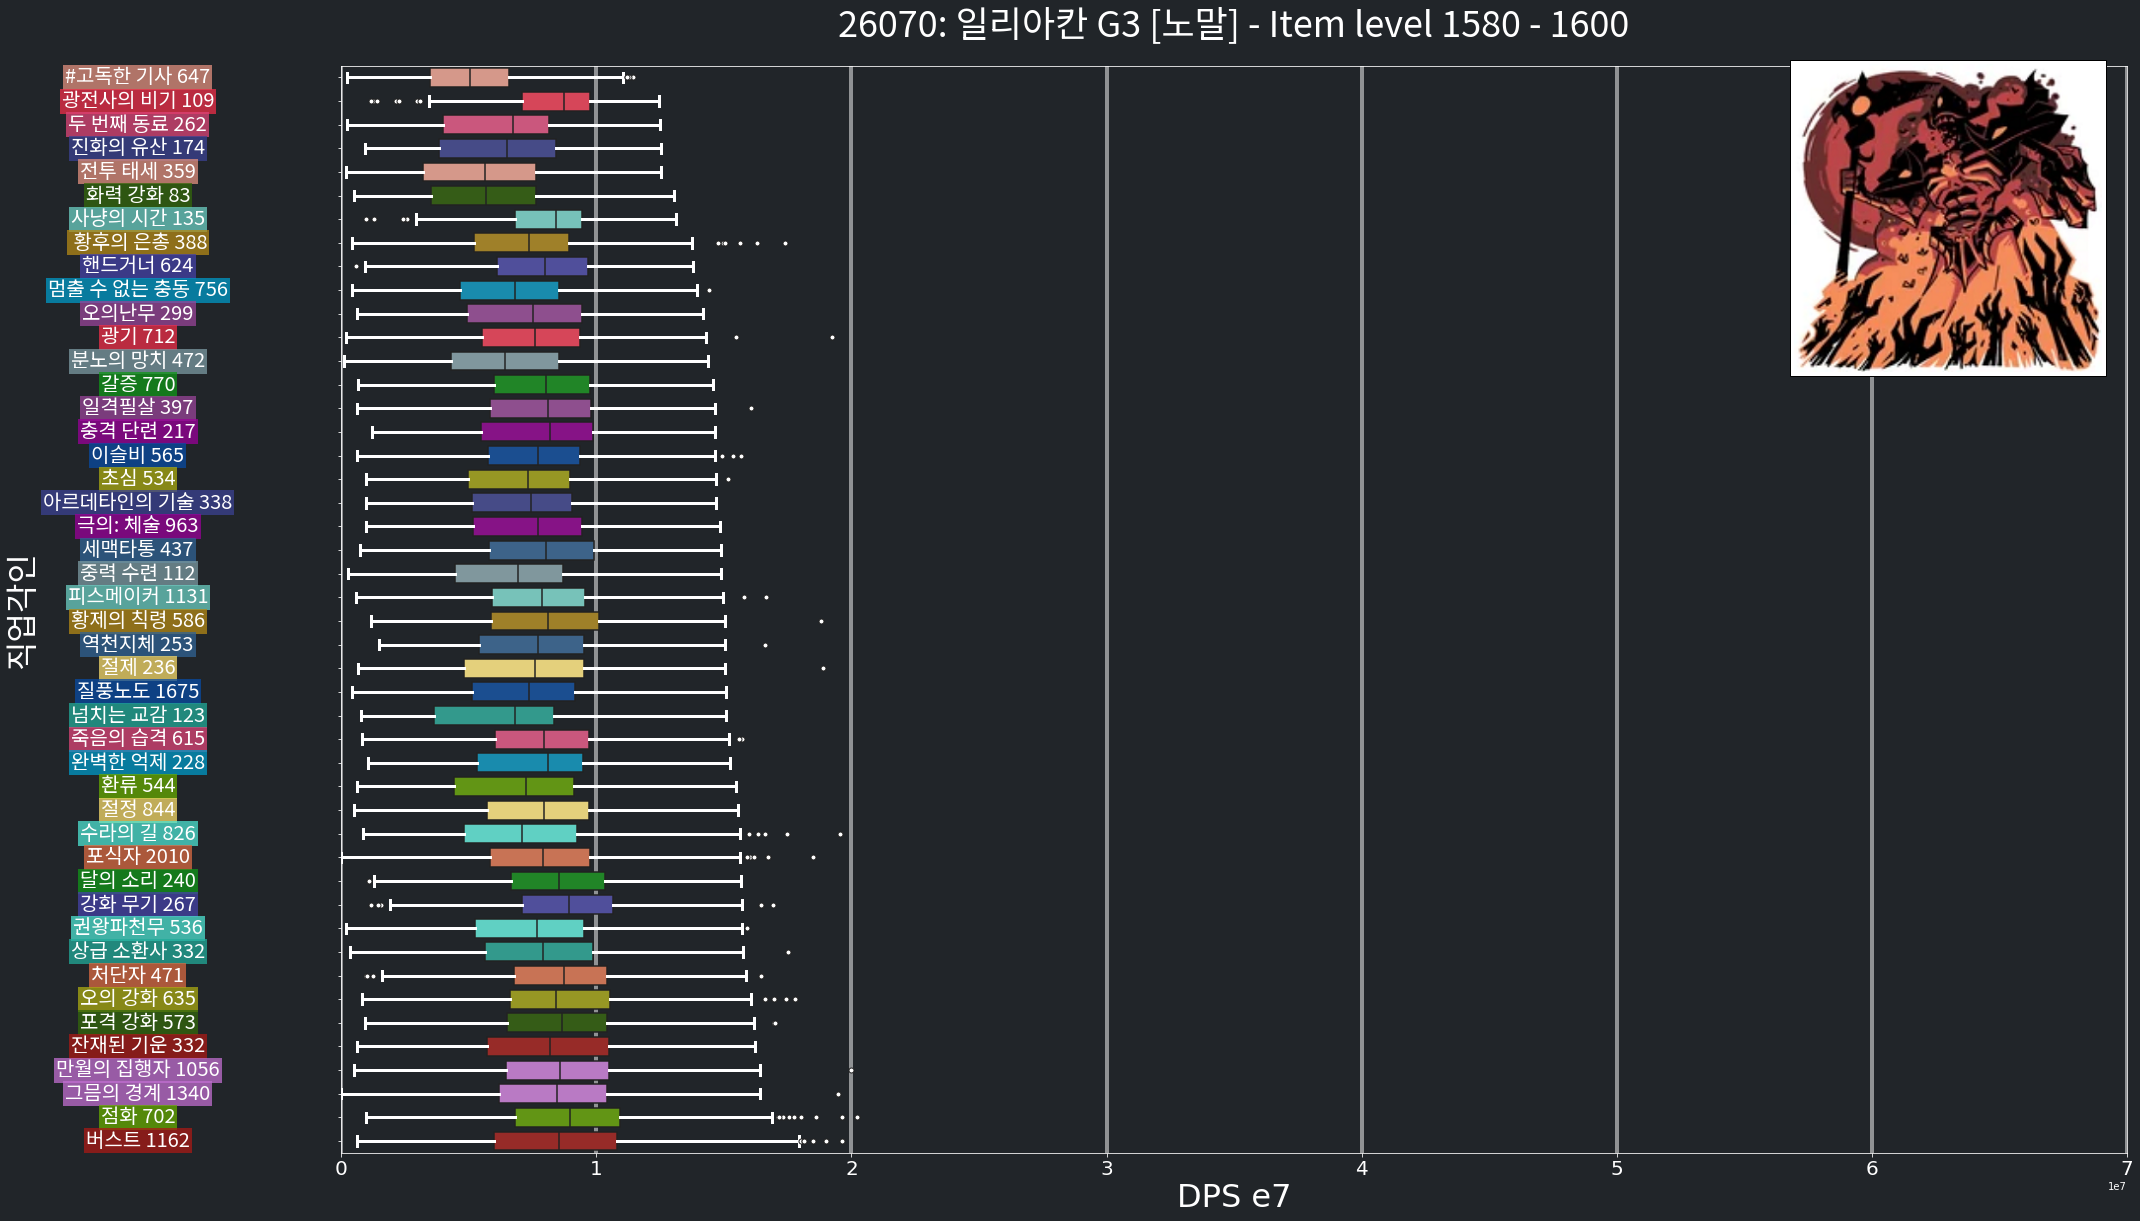 26070: 일리아칸 G3 [노말] - Item level 1580 - 1600
직업각인
#고독한 기사 647
광전사의 비기 109
두 번째 동료 262
진화의 유산 174
전투 태세 359
화력 강화 83
사냥의 시간 135
황후의 은총 388
핸드거너 624
멈출 수 없는 충동 756
오의난무 299
광기 712
분노의 망치 472
갈증 770
일격필살 397
충격 단련 217
이슬비 565
초심 534
아르데타인의 기술 338
극의: 체술 963
세맥타통 437
중력 수련 112
피스메이커 1131
황제의 칙령 586
역천지체 253
절제 236
질풍노도 1675
넘치는 교감 123
죽음의 습격 615
완벽한 억제 228
환류 544
절정 844
수라의 길 826
포식자 2010
달의 소리 240
강화 무기 267
권왕파천무 536
상급 소환사 332
처단자 471
오의 강화 635
포격 강화 573
잔재된 기운 332
만월의 집행자 1056
그믐의 경계 1340
점화 702
버스트 1162
0 1 2 3 4 5 6 7
1e7
DPS e7